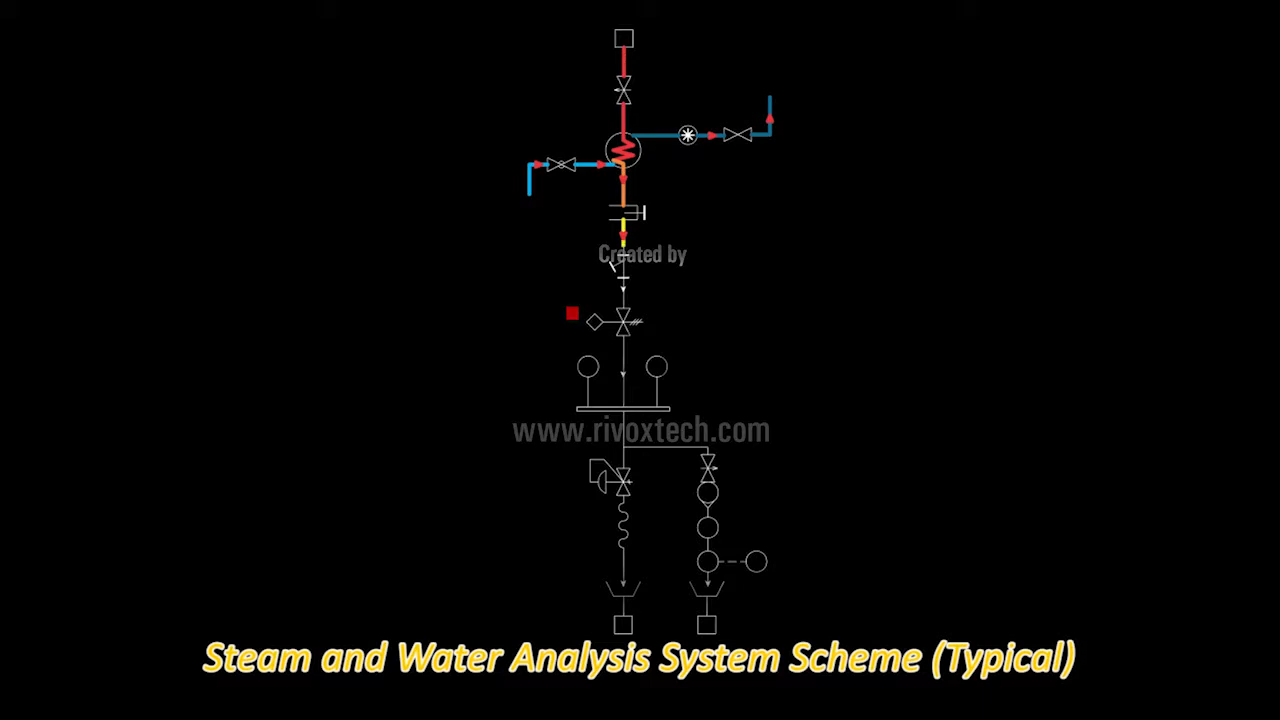 Created by
www.rivoxtech.com
Steam and Water Analysis System Scheme (Typical)